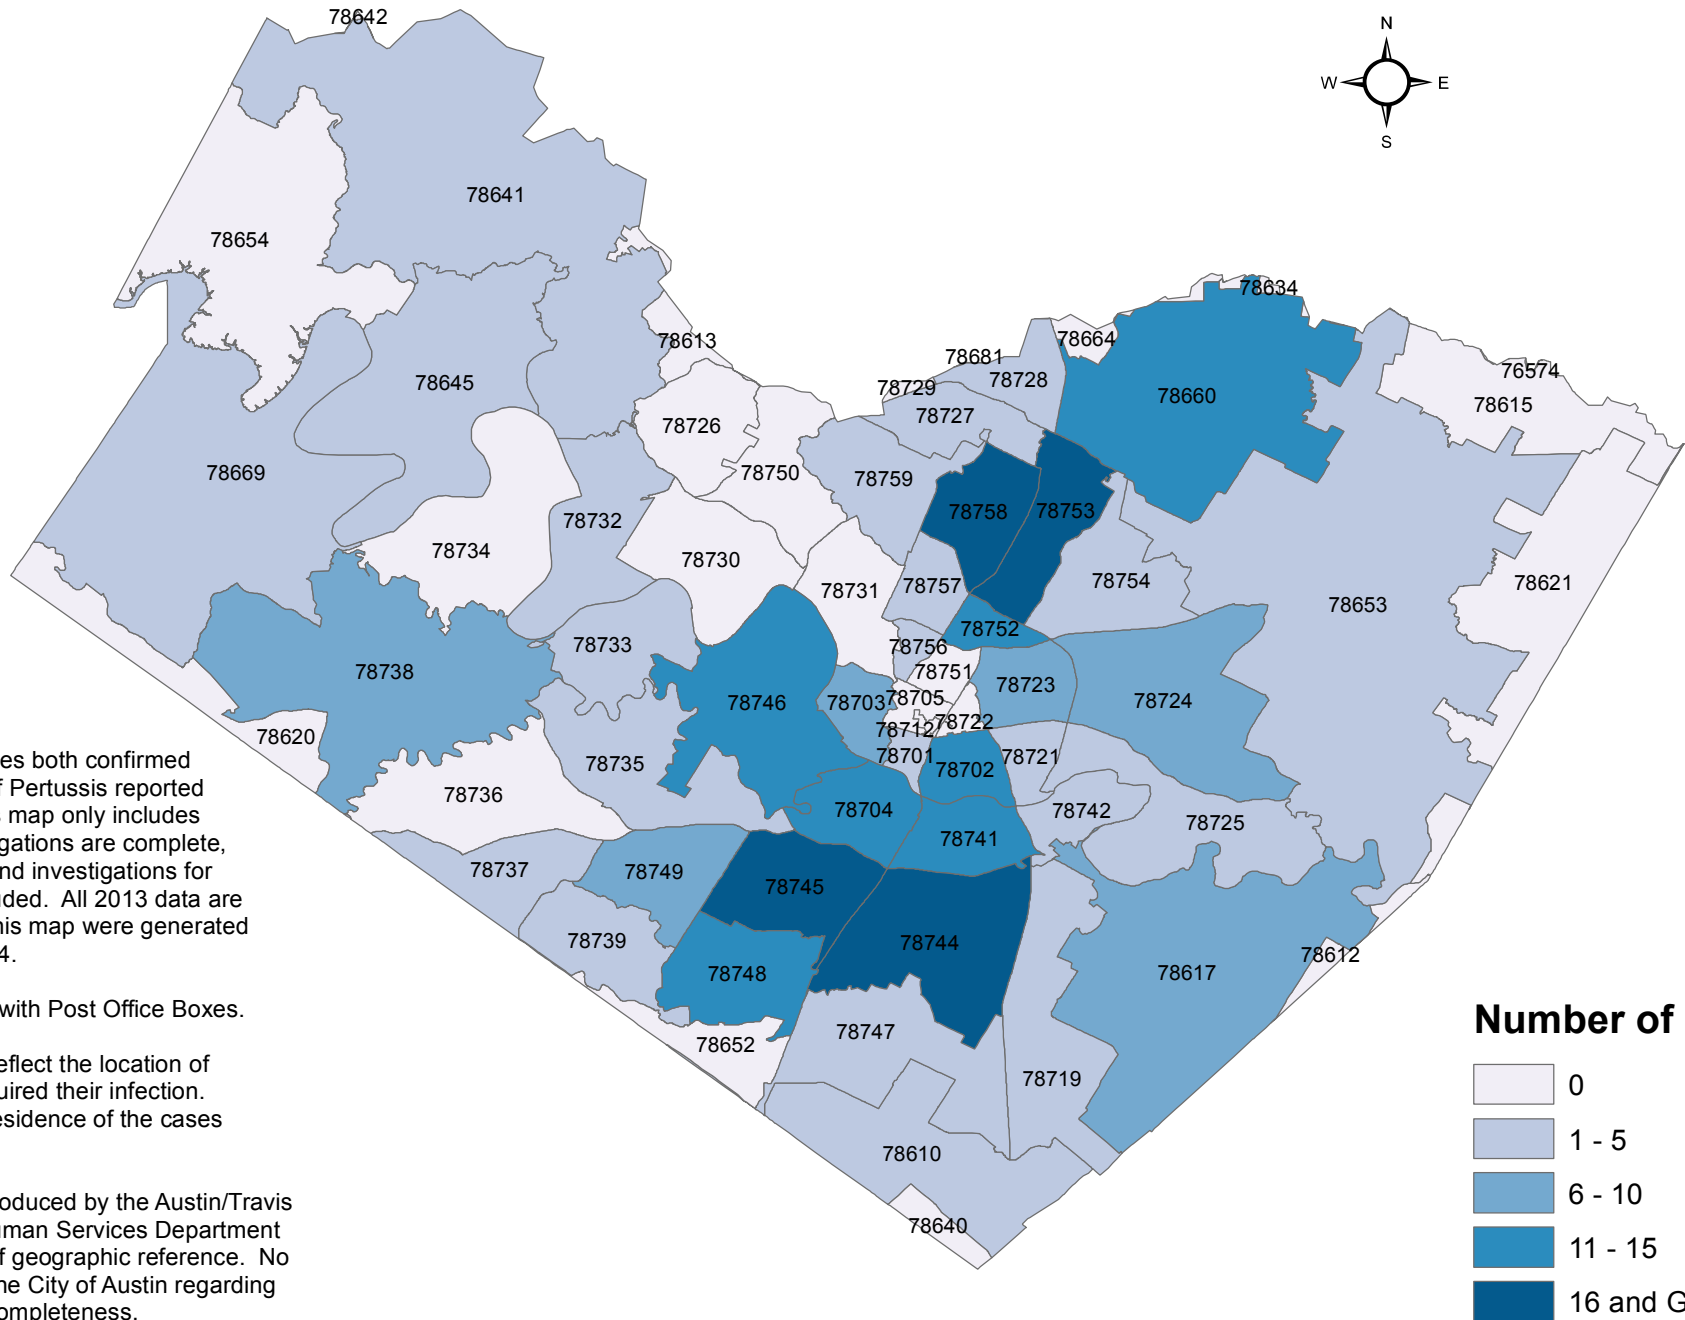 78642
N
W E
S
78641
78654
78634
78613
78664
78681
76574
78645
78729
78728
78660
78615
78727
78726
78669
78750
78759
78732
78758
78753
78734
78730
78731
78757
78754
78621
78653
78752
78733
78756
78738
78751
78723
78746
78703
78705
78724
78620
78712
78722
78735
78701
78702
78721
78736
78704
78742
78741
78725
78737
78749
78745
78739
78744
78748
78612
78617
78747
78652
78719
78610
78640
es both confirmed
f Pertussis reported
map only includes
gations are complete,
nd investigations for
uded. All 2013 data are
his map were generated
4.
with Post Office Boxes.
eflect the location of
uired their infection.
esidence of the cases
oduced by the Austin/Travis
uman Services Department
f geographic reference. No
he City of Austin regarding
ompleteness.
Number of
0
1 - 5
6 - 10
11 - 15
16 and G